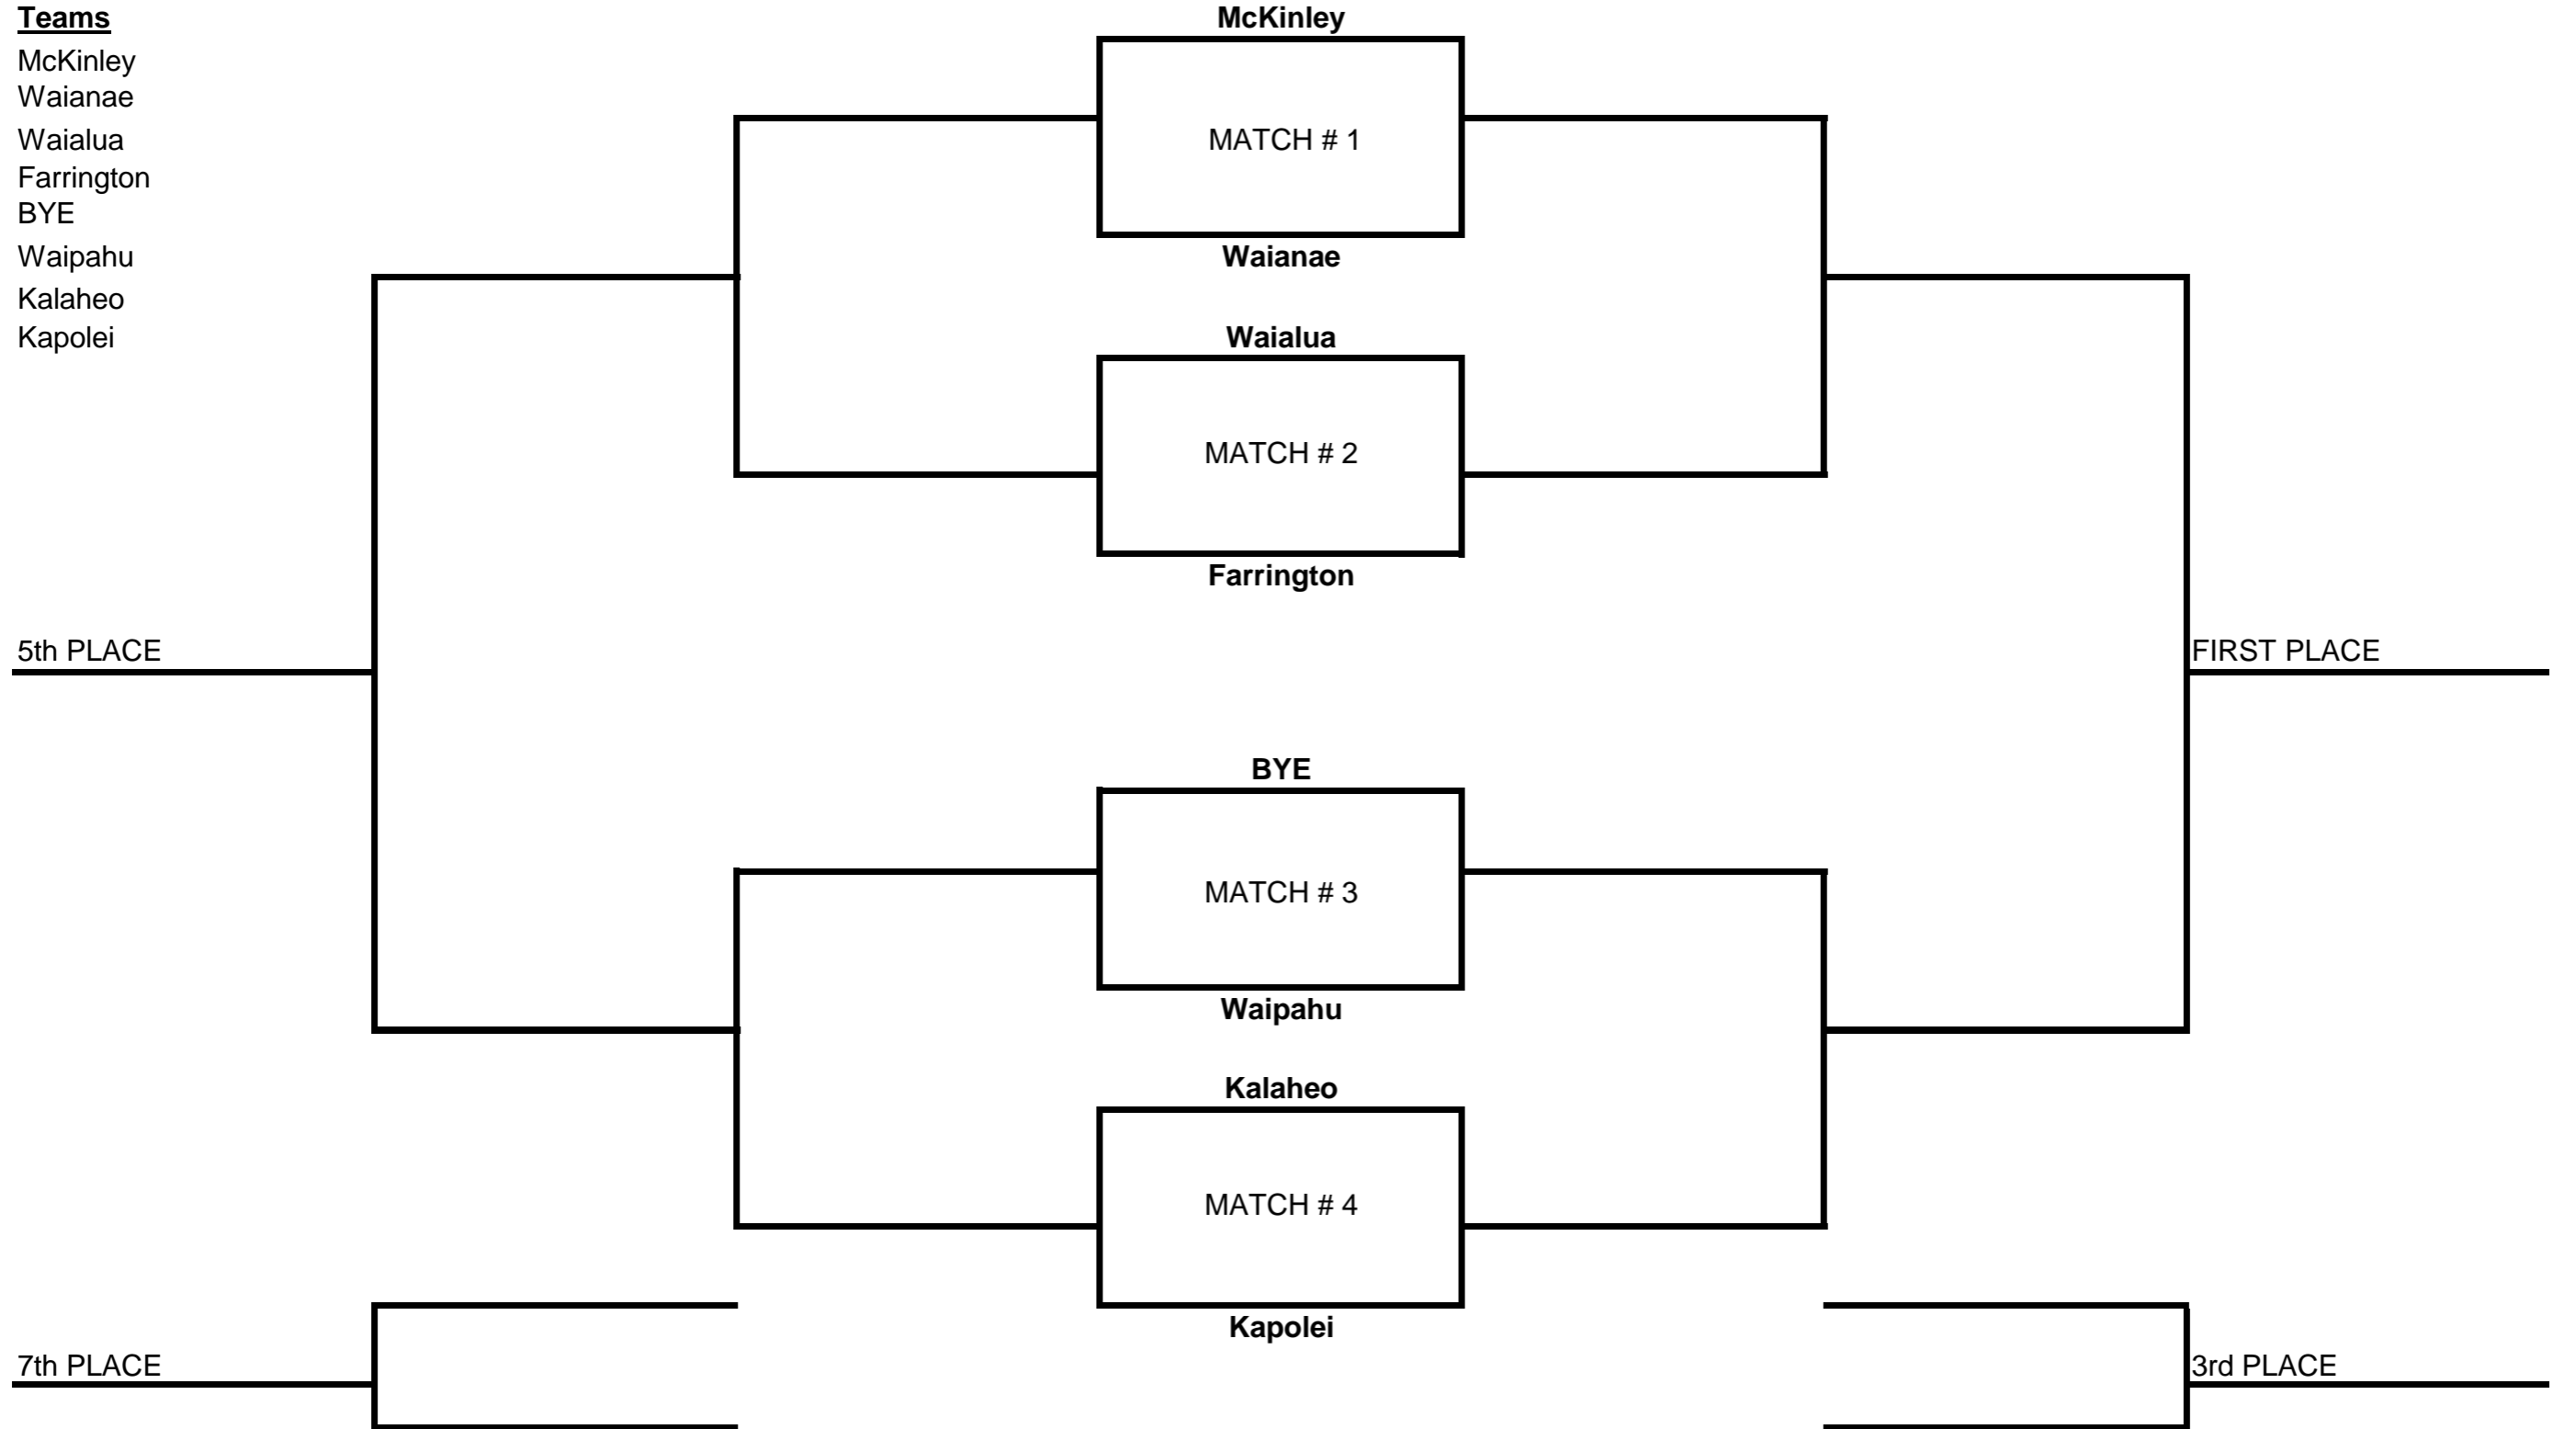 Teams
McKinley
Waianae
Waialua
Farrington
BYE
Waipahu
Kalaheo
Kapolei
McKinley
MATCH # 1
Waianae
Waialua
MATCH # 2
Farrington
5th PLACE
FIRST PLACE
BYE
MATCH # 3
Waipahu
Kalaheo
MATCH # 4
Kapolei
7th PLACE
3rd PLACE